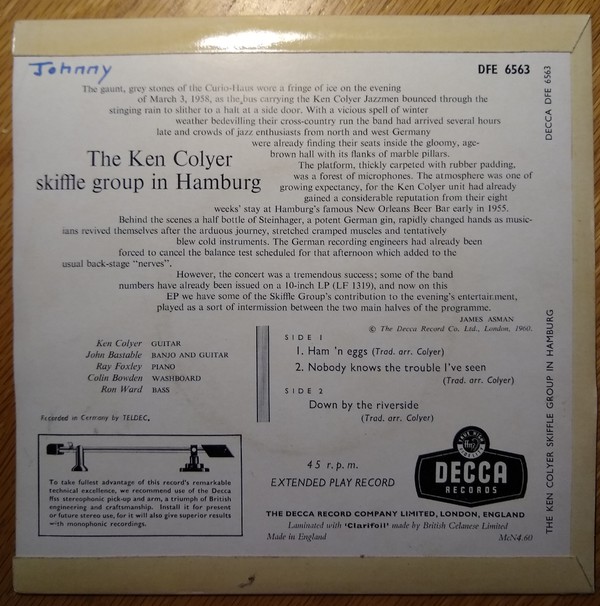 Johnny
DFE 6563
DECCA DFE 6563
The gaunt, grey stones of the Curio-Haus wore a fringe of ice on the evening
of March 3, 1958, as the bus carrying the Ken Colyer Jazzmen bounced through the
stinging rain to slither to a halt at a side door. With a vicious spell of winter
weather bedevilling their cross-country run the band had arrived several hours
late and crowds of jazz enthusiasts from north and west Germany
were already finding their seats inside the gloomy, age-
brown hall with its flanks of marble pillars.
The platform, thickly carpeted with rubber padding,
was a forest of microphones. The atmosphere was one of
growing expectancy, for the Ken Colyer unit had already
gained a considerable reputation from their eight
weeks' stay at Hamburg's famous New Orleans Beer Bar early in 1955.
The Ken Colyer
skiffle group in Hamburg
Behind the scenes a half bottle of Steinhager, a potent German gin, rapidly changed hands as music-
ians revived themselves after the arduous journey, stretched cramped muscles and tentatively
blew cold instruments. The German recording engineers had already been
forced to cancel the balance test scheduled for that afternoon which added to the
usual back-stage "nerves".
However, the concert was a tremendous success; some of the band
numbers have already been issued on a 10-inch LP (LF 1319), and now on this
EP we have some of the Skiffle Group's contribution to the evening's entertainment,
played as a sort of intermission between the two main halves of the programme.
JAMES ASMAN
© The Decca Record Co. Ltd., London, 1960.
Ken Colyer GUITAR
John Bastable BANJO AND GUITAR
Ray Foxley PIANO
Colin Bowden WASHBOARD
Ron Ward BASS
SIDE 1
1. Ham 'n eggs (Trad. arr. Colyer)
2. Nobody knows the trouble I've seen
(Trad. arr. Colyer)
SIDE 2
Down by the riverside
(Trad. arr. Colyer)
Recorded in Germany by TELDEC.
To take fullest advantage of this record's remarkable
technical excellence, we recommend use of the Decca
ffss stereophonic pick-up and arm, a triumph of British
engineering and craftsmanship. Install it for present
or future stereo use, for it will also give superior results
with monophonic recordings.
45 r.p.m.
EXTENDED PLAY RECORD
DECCA
RECORDS
THE DECCA RECORD COMPANY LIMITED, LONDON, ENGLAND
Laminated with 'Clarifoil' made by British Celanese Limited
Made in England
McN4.60
THE KEN COLYER SKIFFLE GROUP IN HAMBURG